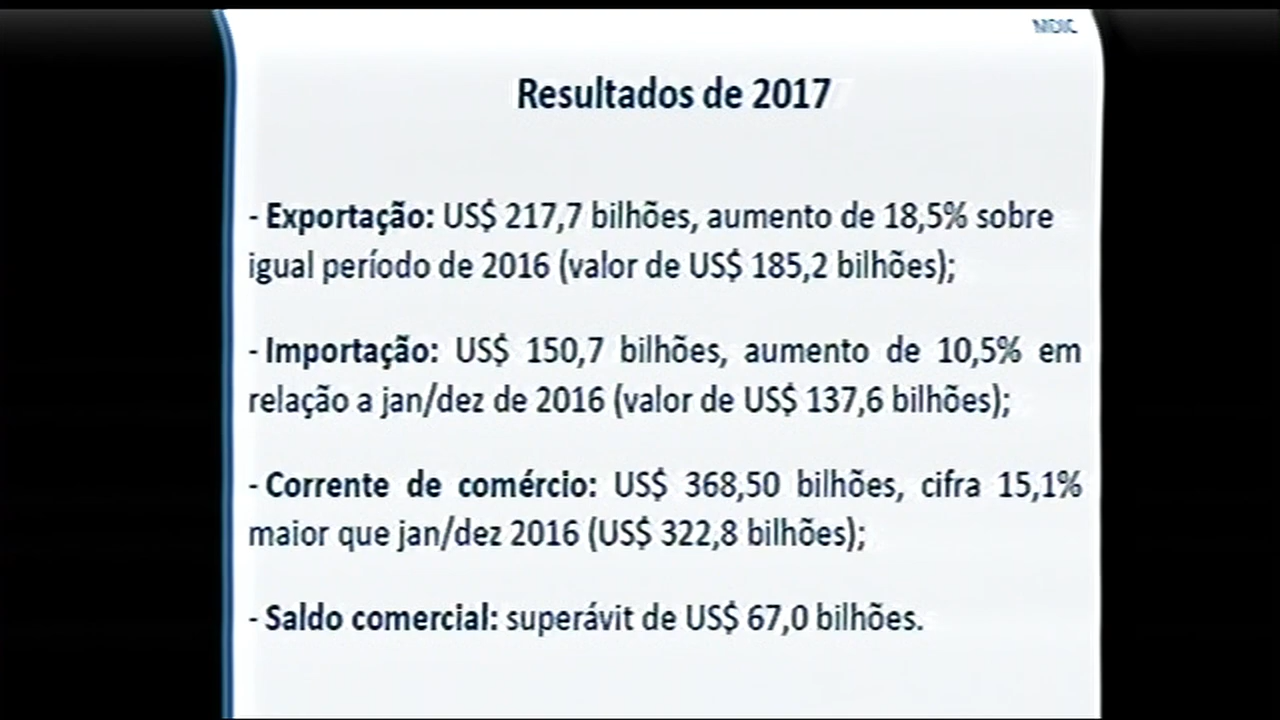 MDIC
Resultados de 2017
- Exportação: US$ 217,7 bilhões, aumento de 18,5% sobre
igual período de 2016 (valor de US$ 185,2 bilhões);
- Importação: US$ 150,7 bilhões, aumento de 10,5% em
relação a jan/dez de 2016 (valor de US$ 137,6 bilhões);
- Corrente de comércio: US$ 368,50 bilhões, cifra 15,1%
maior que jan/dez 2016 (US$ 322,8 bilhões);
- Saldo comercial: superávit de US$ 67,0 bilhões.